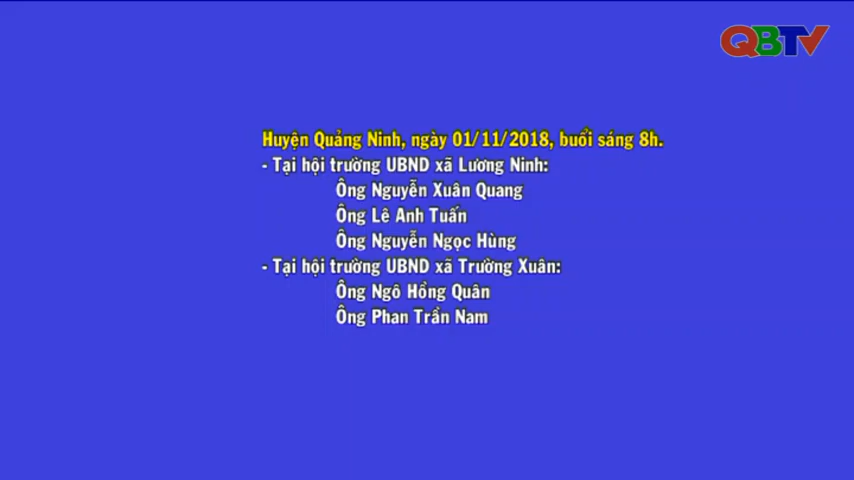 QBTV
Huyện Quảng Ninh, ngày 01/11/2018, buổi sáng 8h.
- Tại hội trường UBND xã Lương Ninh:
Ông Nguyễn Xuân Quang
Ông Lê Anh Tuấn
Ông Nguyễn Ngọc Hùng
- Tại hội trường UBND xã Trường Xuân:
Ông Ngô Hồng Quân
Ông Phan Trần Nam